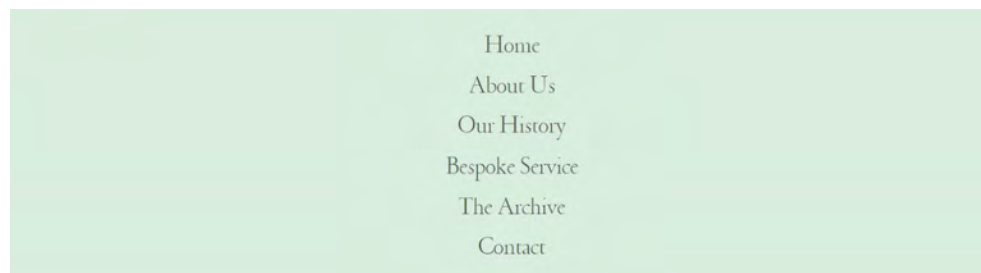 Home
About Us
Our History
Bespoke Service
The Archive
Contact